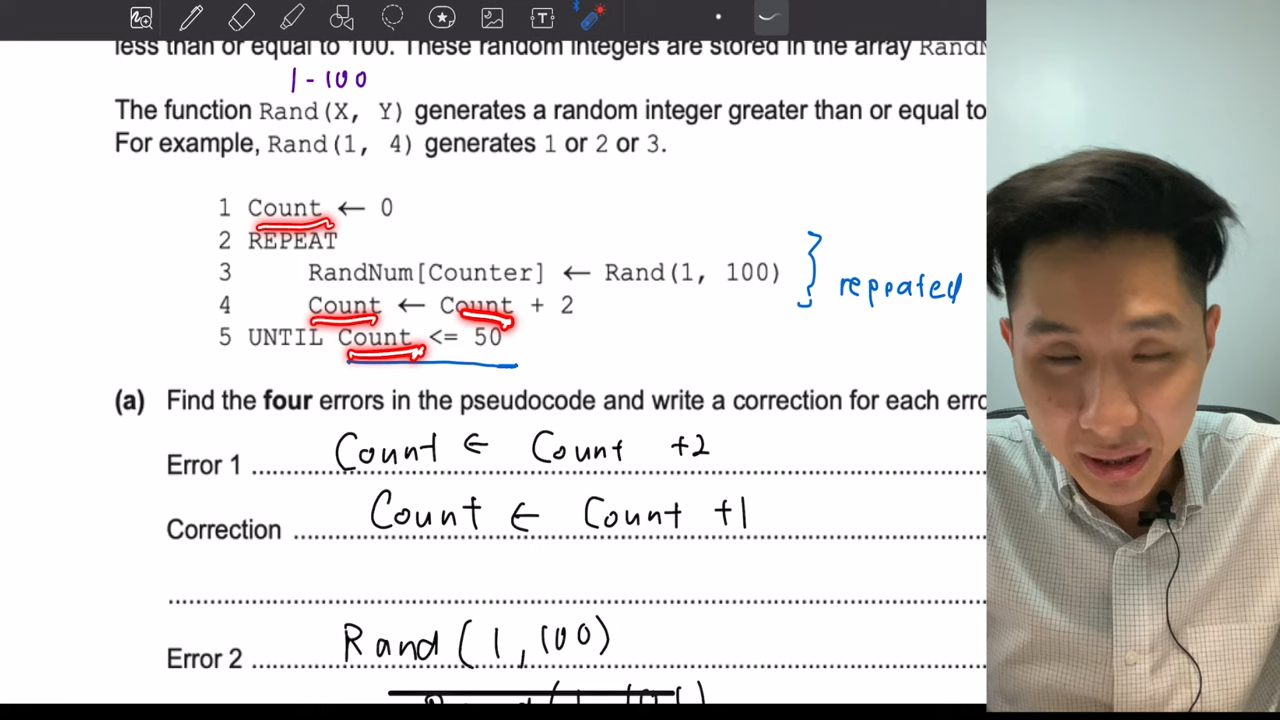 less than or equal to 100. These random integers are stored in the array RandN
1 - 100
The function Rand(X, Y) generates a random integer greater than or equal to
For example, Rand(1, 4) generates 1 or 2 or 3.
1 Count ← 0
2 REPEAT
3 RandNum[Counter] ← Rand(1, 100)
4 Count ← Count + 2
5 UNTIL Count <= 50
repeated
(a) Find the four errors in the pseudocode and write a correction for each erro
Error 1 Count ← Count +2
Correction Count ← Count +1
Error 2 Rand(1,100)